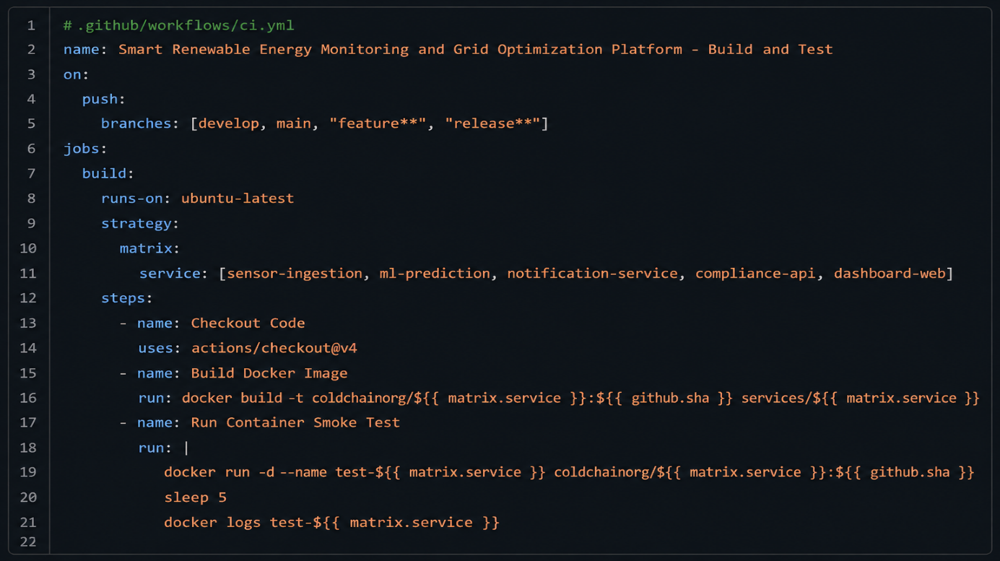 1 # .github/workflows/ci.yml
2 name: Smart Renewable Energy Monitoring and Grid Optimization Platform - Build and Test
3 on:
4   push:
5     branches: [develop, main, "feature**", "release**"]
6 jobs:
7   build:
8     runs-on: ubuntu-latest
9     strategy:
10       matrix:
11         service: [sensor-ingestion, ml-prediction, notification-service, compliance-api, dashboard-web]
12     steps:
13       - name: Checkout Code
14         uses: actions/checkout@v4
15       - name: Build Docker Image
16         run: docker build -t coldchainorg/${{ matrix.service }}:${{ github.sha }} services/${{ matrix.service }}
17       - name: Run Container Smoke Test
18         run: |
19            docker run -d --name test-${{ matrix.service }} coldchainorg/${{ matrix.service }}:${{ github.sha }}
20            sleep 5
21            docker logs test-${{ matrix.service }}
22